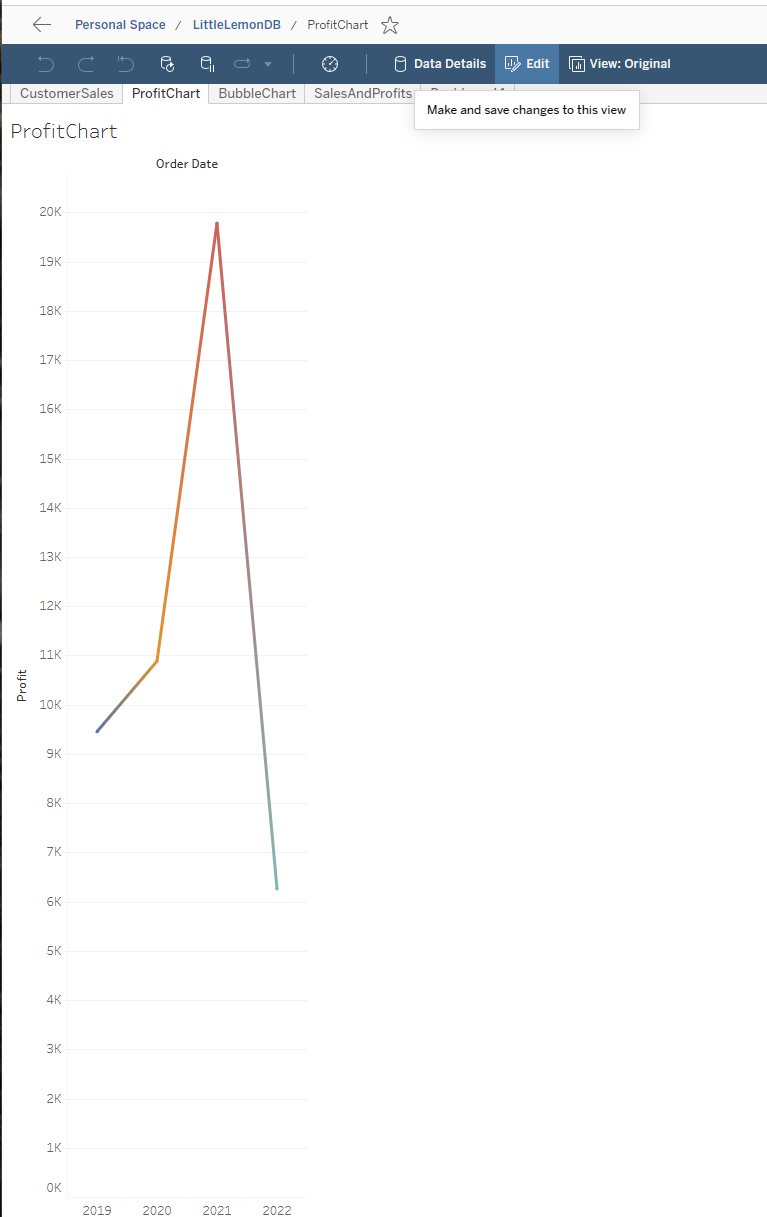 Personal Space / LittleLemonDB / ProfitChart
Data Details Edit View: Original
CustomerSales ProfitChart BubbleChart SalesAndProfits
Make and save changes to this view
ProfitChart
Order Date
20K
19K
18K
17K
16K
15K
14K
13K
12K
11K
Profit
10K
9K
8K
7K
6K
5K
4K
3K
2K
1K
0K
2019 2020 2021 2022